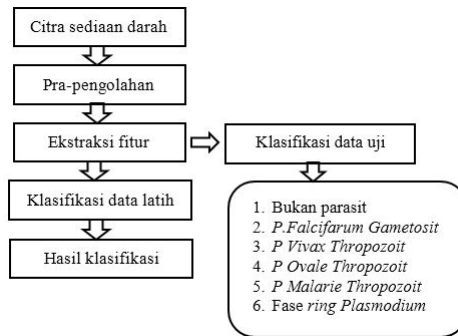 Citra sediaan darah
Pra-pengolahan
Ekstraksi fitur
Klasifikasi data uji
Klasifikasi data latih
Hasil klasifikasi
1. Bukan parasit
2. P.Falcifarum Gametosit
3. P Vivax Thropozoit
4. P Ovale Thropozoit
5. P Malarie Thropozoit
6. Fase ring Plasmodium